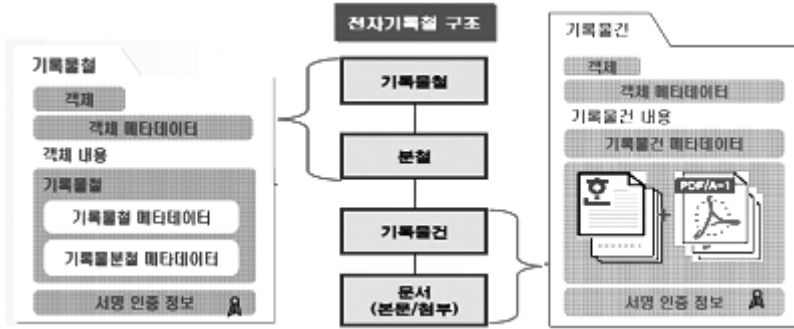 전자기록철 구조
기록물철
객체
객체 메타데이터
객체 내용
기록물철
기록물철 메타데이터
기록물분철 메타데이터
서명 인증 정보
기록물철
분철
기록물건
문서
(본문/첨부)
기록물건
객체
객체 메타데이터
기록물건 내용
기록물건 메타데이터
호
+
PDF/A-1
서명 인증 정보